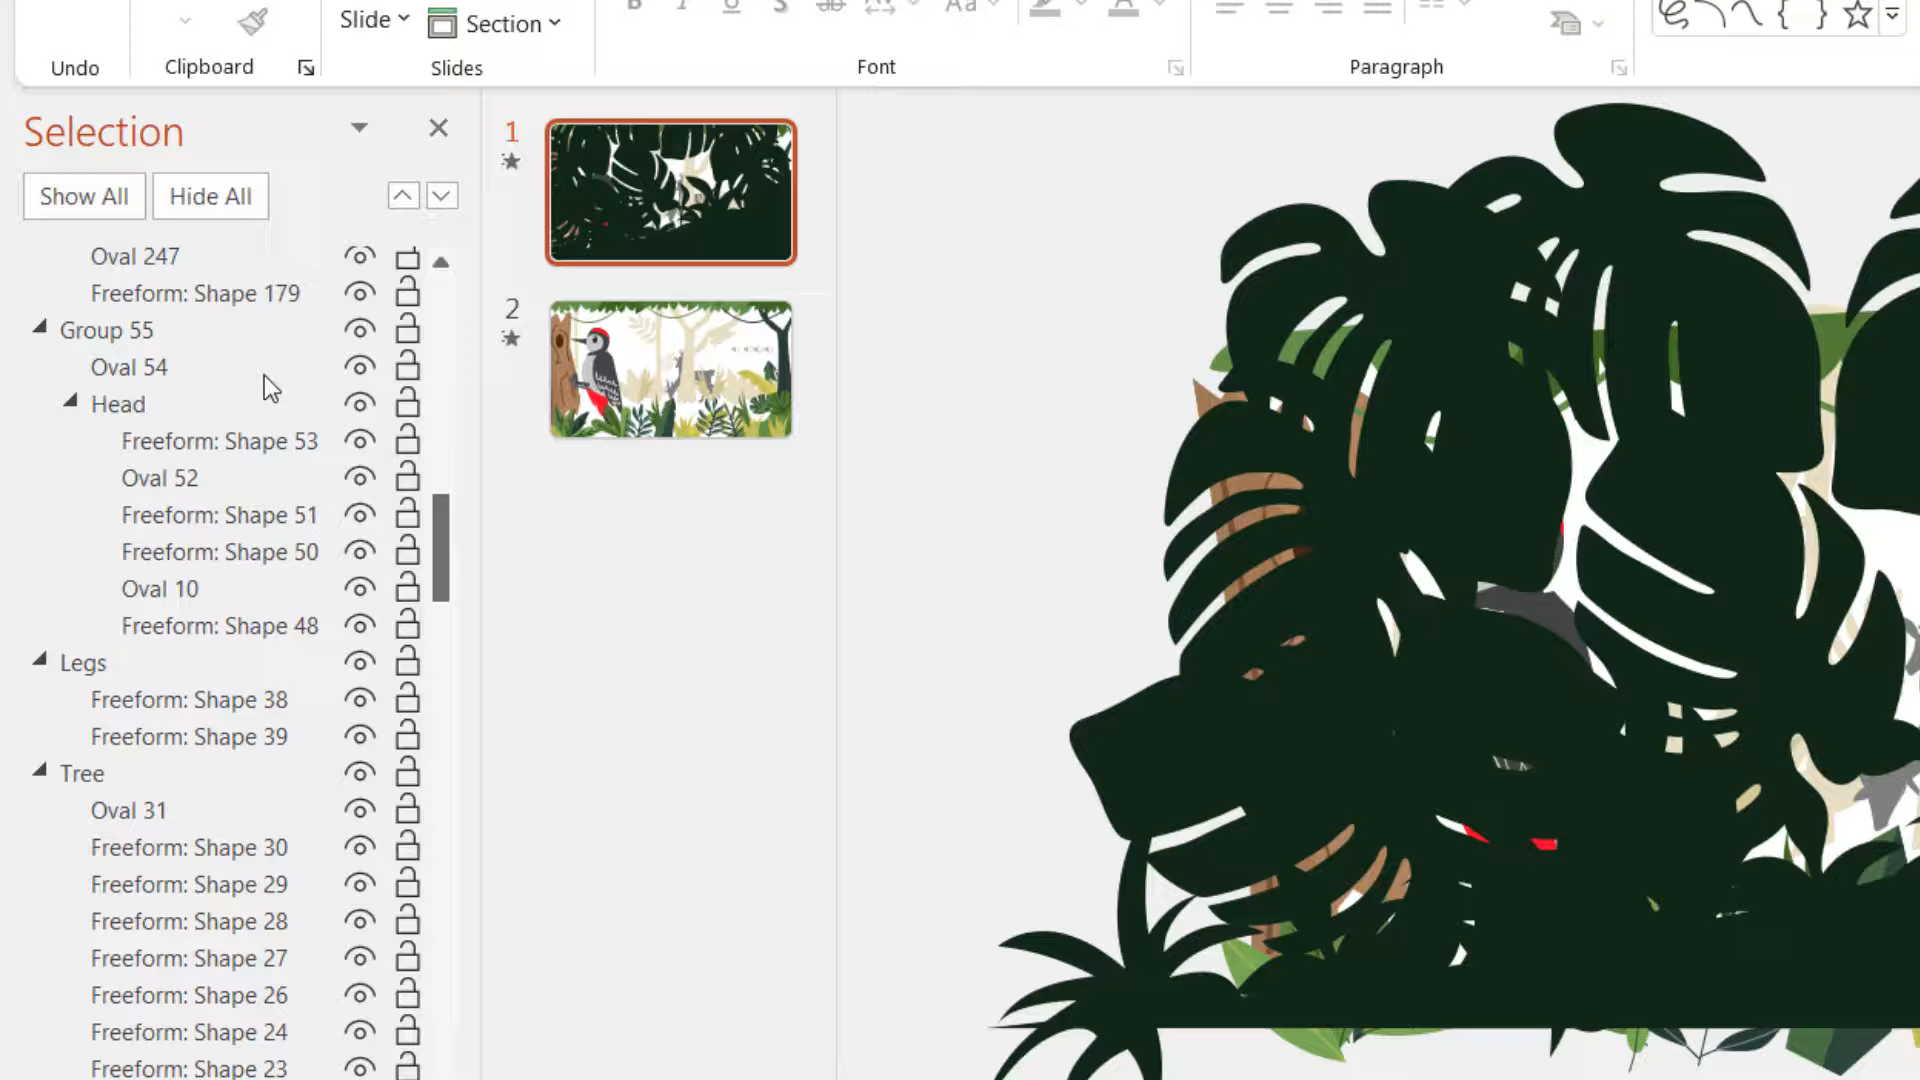 Slide
Section
Undo
Clipboard
Slides
Font
Paragraph
Selection
Show All
Hide All
Oval 247
Freeform: Shape 179
Group 55
Oval 54
Head
Freeform: Shape 53
Oval 52
Freeform: Shape 51
Freeform: Shape 50
Oval 10
Freeform: Shape 48
Legs
Freeform: Shape 38
Freeform: Shape 39
Tree
Oval 31
Freeform: Shape 30
Freeform: Shape 29
Freeform: Shape 28
Freeform: Shape 27
Freeform: Shape 26
Freeform: Shape 24
Freeform: Shape 23
1
2
B I U S ab Aa A